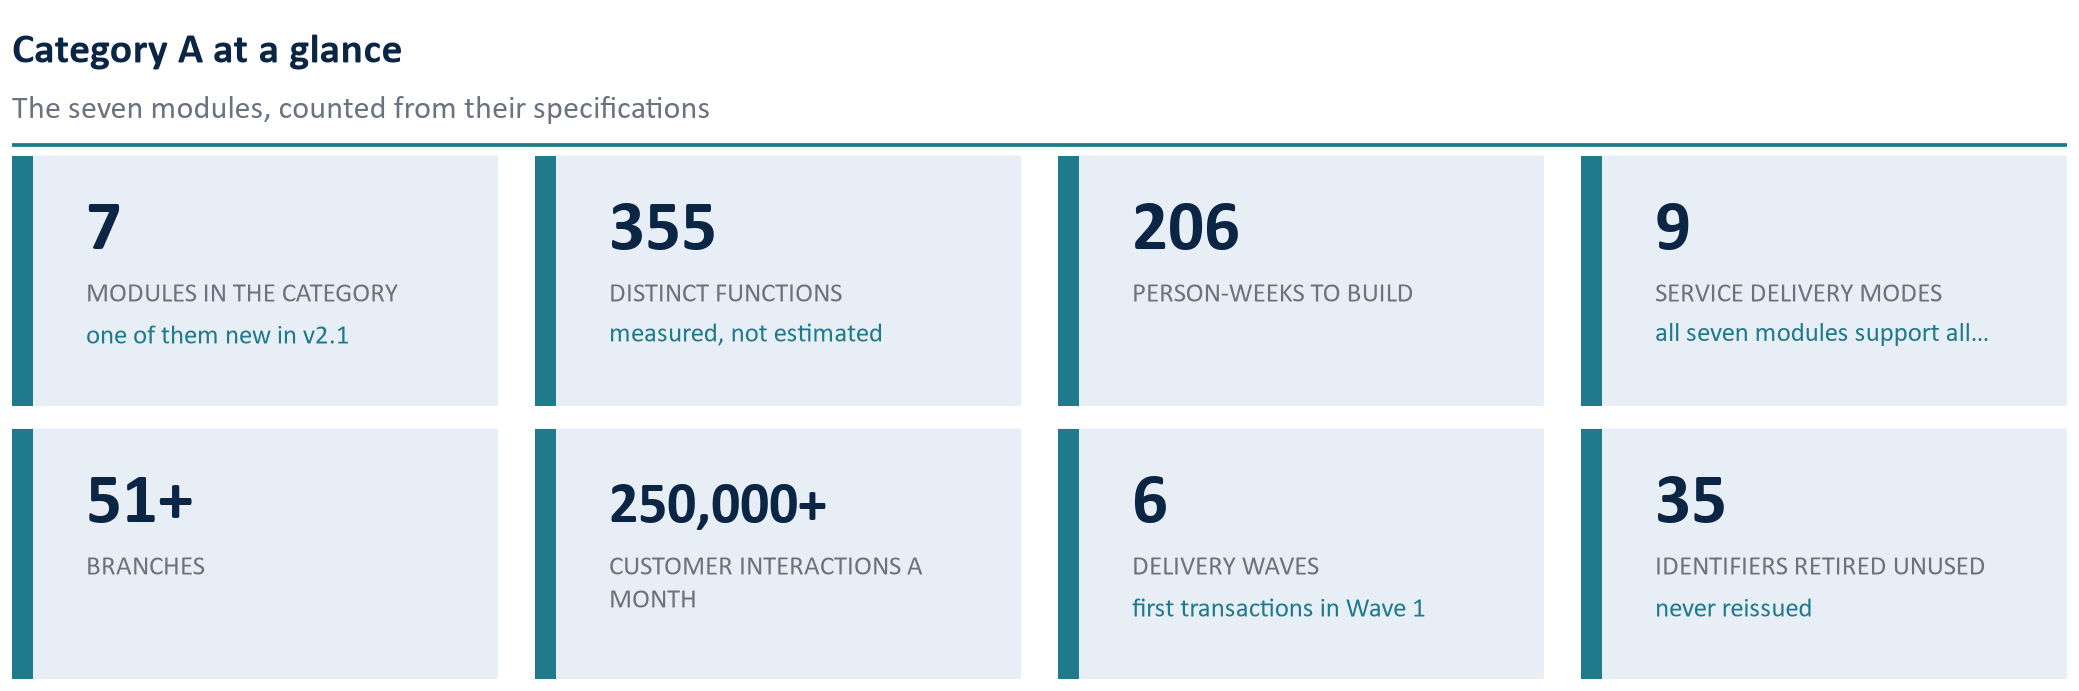 Category A at a glance
The seven modules, counted from their specifications
7
MODULES IN THE CATEGORY
one of them new in v2.1
355
DISTINCT FUNCTIONS
measured, not estimated
206
PERSON-WEEKS TO BUILD
9
SERVICE DELIVERY MODES
all seven modules support all…
51+
BRANCHES
250,000+
CUSTOMER INTERACTIONS A
MONTH
6
DELIVERY WAVES
first transactions in Wave 1
35
IDENTIFIERS RETIRED UNUSED
never reissued